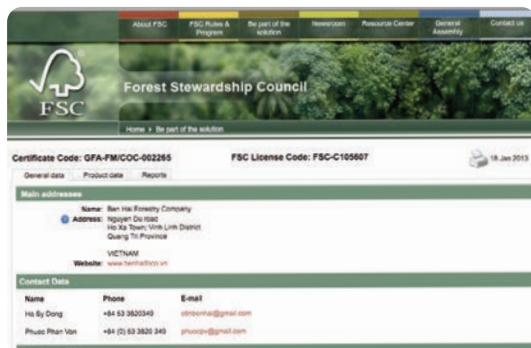 About FSC
FSC Rules & Program
Be part of the solution
Newsroom
Resource Center
General Assembly
Contact us
FSC
Forest Stewardship Council
Home Be part of the solution
Certificate Code: GFA-FM/COC-002265
FSC License Code: FSC-C105607
18 Jan 2013
General data
Product data
Reports
Main addresses
Name: Ben Hai Forestry Company
Address: Nguyen Du road
Ho Xa Town; Vinh Linh District
Quang Tri Province
VIETNAM
Website:
Contact Data
Name Phone E-mail
Ho Sy Dong +84 53 3820349
Phuoc Phan Van +84 (0) 53 3820 349 phuocpv@gmail.com